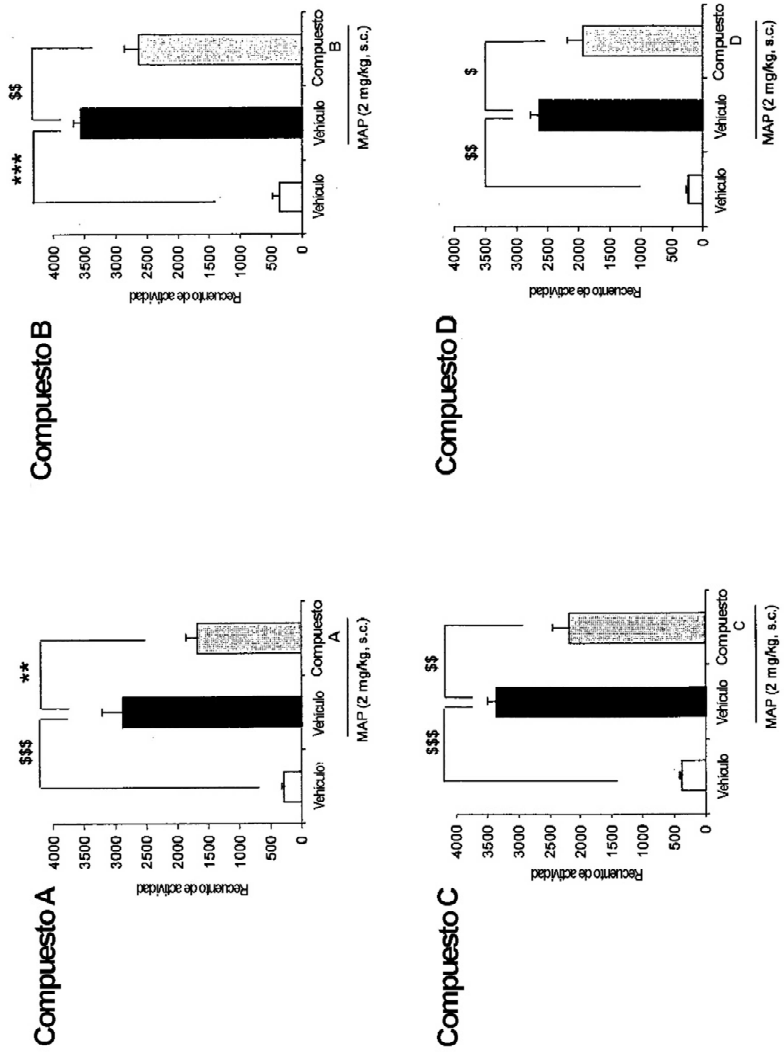 Compuesto A
Recuento de actividad
4000
3500
3000
2500
2000
1500
1000
500
0
$$$
**
Vehículo
Vehículo
Compuesto
A
MAP (2 mg/kg, s.c.)
Compuesto B
Recuento de actividad
4000
3500
3000
2500
2000
1500
1000
500
0
***
$$
Vehículo
Vehículo
Compuesto
B
MAP (2 mg/kg, s.c.)
Compuesto C
Recuento de actividad
4000
3500
3000
2500
2000
1500
1000
500
0
$$$
$$
Vehículo
Vehículo
Compuesto
C
MAP (2 mg/kg, s.c.)
Compuesto D
Recuento de actividad
4000
3500
3000
2500
2000
1500
1000
500
0
$$
$
Vehículo
Vehículo
Compuesto
D
MAP (2 mg/kg, s.c.)